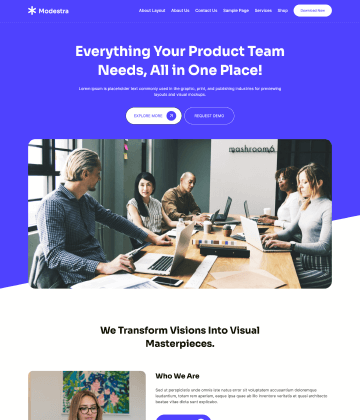 Modestra
About Layout About Us Contact Us Sample Page Services Shop Download Now
Everything Your Product Team
Needs, All in One Place!
Lorem ipsum is placeholder text commonly used in the graphic, print, and publishing industries for previewing
layouts and visual mockups.
EXPLORE MORE REQUEST DEMO
mashroom6
We Transform Visions Into Visual
Masterpieces.
Who We Are
Sed ut perspiciatis unde omnis iste natus error sit voluptatem accusantium doloremque
laudantium, totam rem aperiam, eaque ipsa quae ab illo inventore veritatis et quasi architecto
beatae vitae dicta sunt explicabo.